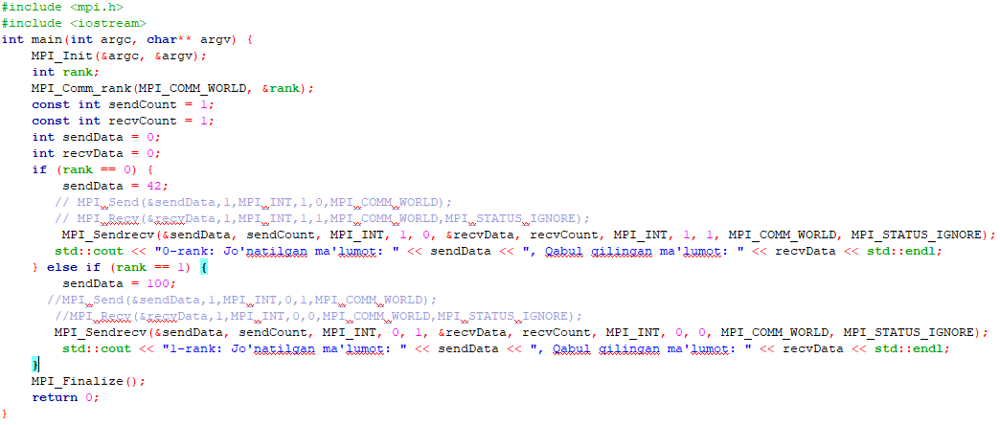 #include <mpi.h>
#include <iostream>
int main(int argc, char** argv) {
    MPI_Init(&argc, &argv);
    int rank;
    MPI_Comm_rank(MPI_COMM_WORLD, &rank);
    const int sendCount = 1;
    const int recvCount = 1;
    int sendData = 0;
    int recvData = 0;
    if (rank == 0) {
        sendData = 42;
       // MPI_Send(&sendData,1,MPI_INT,1,0,MPI_COMM_WORLD);
       // MPI_Recv(&recvData,1,MPI_INT,1,1,MPI_COMM_WORLD,MPI_STATUS_IGNORE);
        MPI_Sendrecv(&sendData, sendCount, MPI_INT, 1, 0, &recvData, recvCount, MPI_INT, 1, 1, MPI_COMM_WORLD, MPI_STATUS_IGNORE);
       std::cout << "0-rank: Jo'natilgan ma'lumot: " << sendData << ", Qabul qilingan ma'lumot: " << recvData << std::endl;
    } else if (rank == 1) {
        sendData = 100;
      //MPI_Send(&sendData,1,MPI_INT,0,1,MPI_COMM_WORLD);
       //MPI_Recv(&recvData,1,MPI_INT,0,0,MPI_COMM_WORLD,MPI_STATUS_IGNORE);
       MPI_Sendrecv(&sendData, sendCount, MPI_INT, 0, 1, &recvData, recvCount, MPI_INT, 0, 0, MPI_COMM_WORLD, MPI_STATUS_IGNORE);
        std::cout << "1-rank: Jo'natilgan ma'lumot: " << sendData << ", Qabul qilingan ma'lumot: " << recvData << std::endl;
    }
    MPI_Finalize();
    return 0;
}